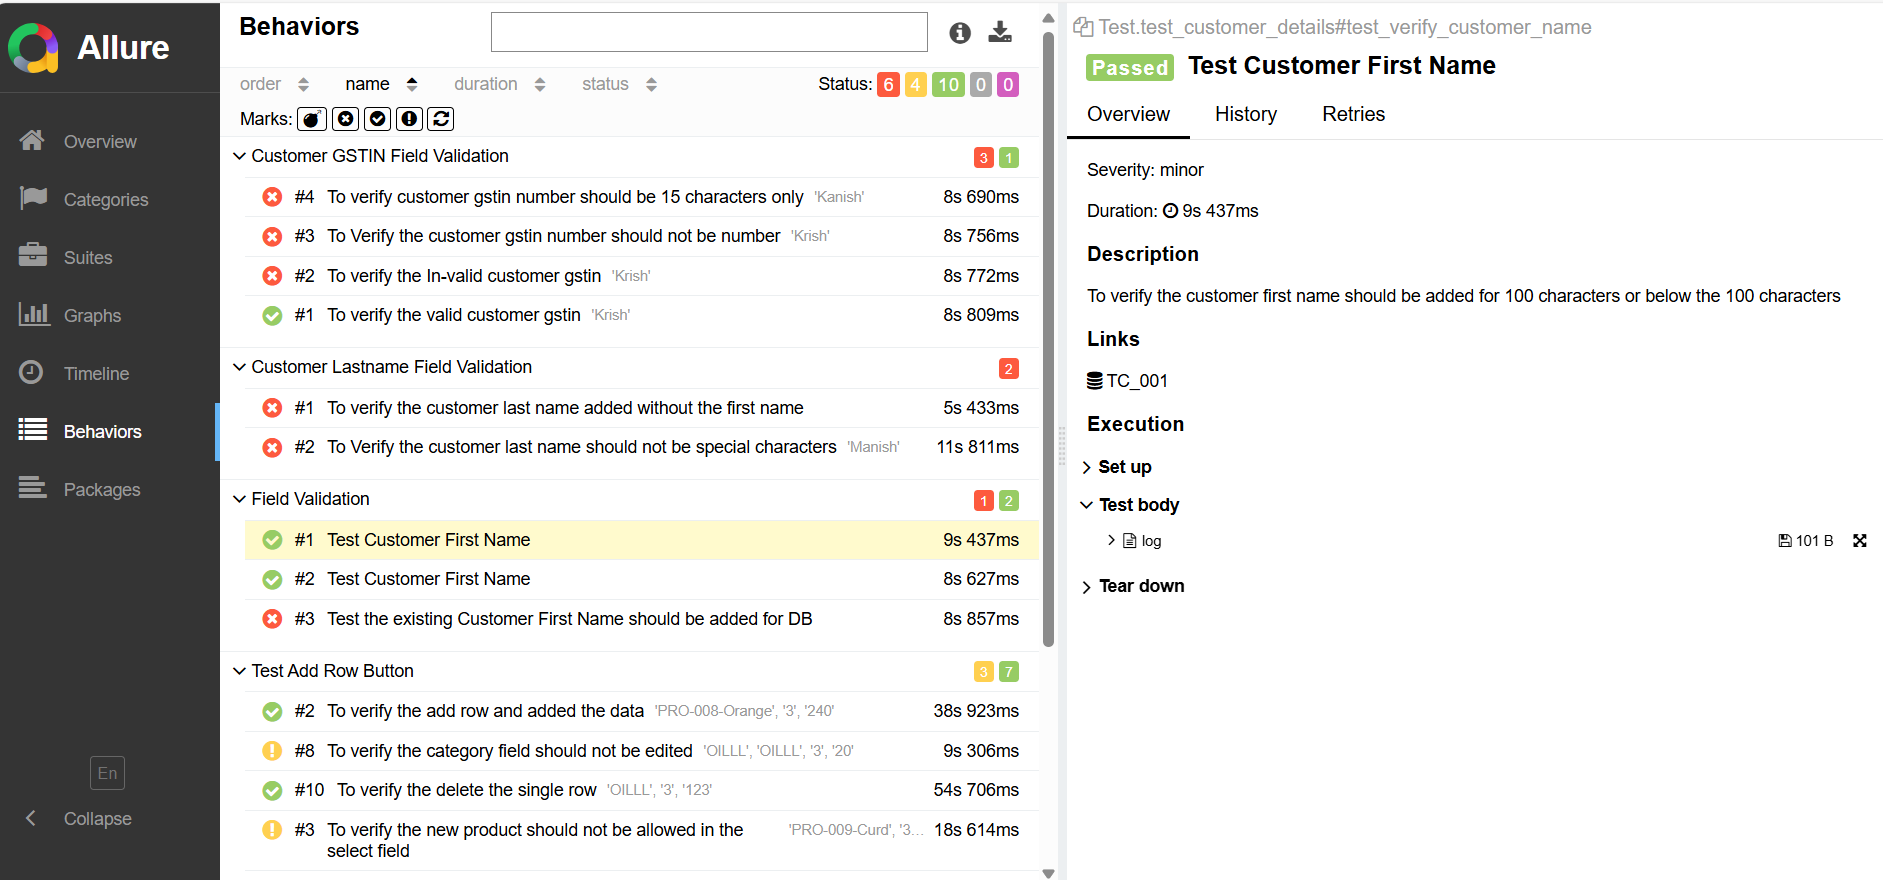 Allure
Overview
Categories
Suites
Graphs
Timeline
Behaviors
Packages
En
Collapse
Behaviors
order name duration status Status: 6 4 10 0 0
Marks:
Customer GSTIN Field Validation 3 1
#4 To verify customer gstin number should be 15 characters only 'Kanish' 8s 690ms
#3 To Verify the customer gstin number should not be number 'Krish' 8s 756ms
#2 To verify the In-valid customer gstin 'Krish' 8s 772ms
#1 To verify the valid customer gstin 'Krish' 8s 809ms
Customer Lastname Field Validation 2
#1 To verify the customer last name added without the first name 5s 433ms
#2 To Verify the customer last name should not be special characters 'Manish' 11s 811ms
Field Validation 1 2
#1 Test Customer First Name 9s 437ms
#2 Test Customer First Name 8s 627ms
#3 Test the existing Customer First Name should be added for DB 8s 857ms
Test Add Row Button 3 7
#2 To verify the add row and added the data 'PRO-008-Orange', '3', '240' 38s 923ms
#8 To verify the category field should not be edited 'OILLL', 'OILLL', '3', '20' 9s 306ms
#10 To verify the delete the single row 'OILLL', '3', '123' 54s 706ms
#3 To verify the new product should not be allowed in the 'PRO-009-Curd', '3... 18s 614ms
select field
Test.test_customer_details#test_verify_customer_name
Passed Test Customer First Name
Overview History Retries
Severity: minor
Duration: 9s 437ms
Description
To verify the customer first name should be added for 100 characters or below the 100 characters
Links
TC_001
Execution
Set up
Test body
log 101 B
Tear down